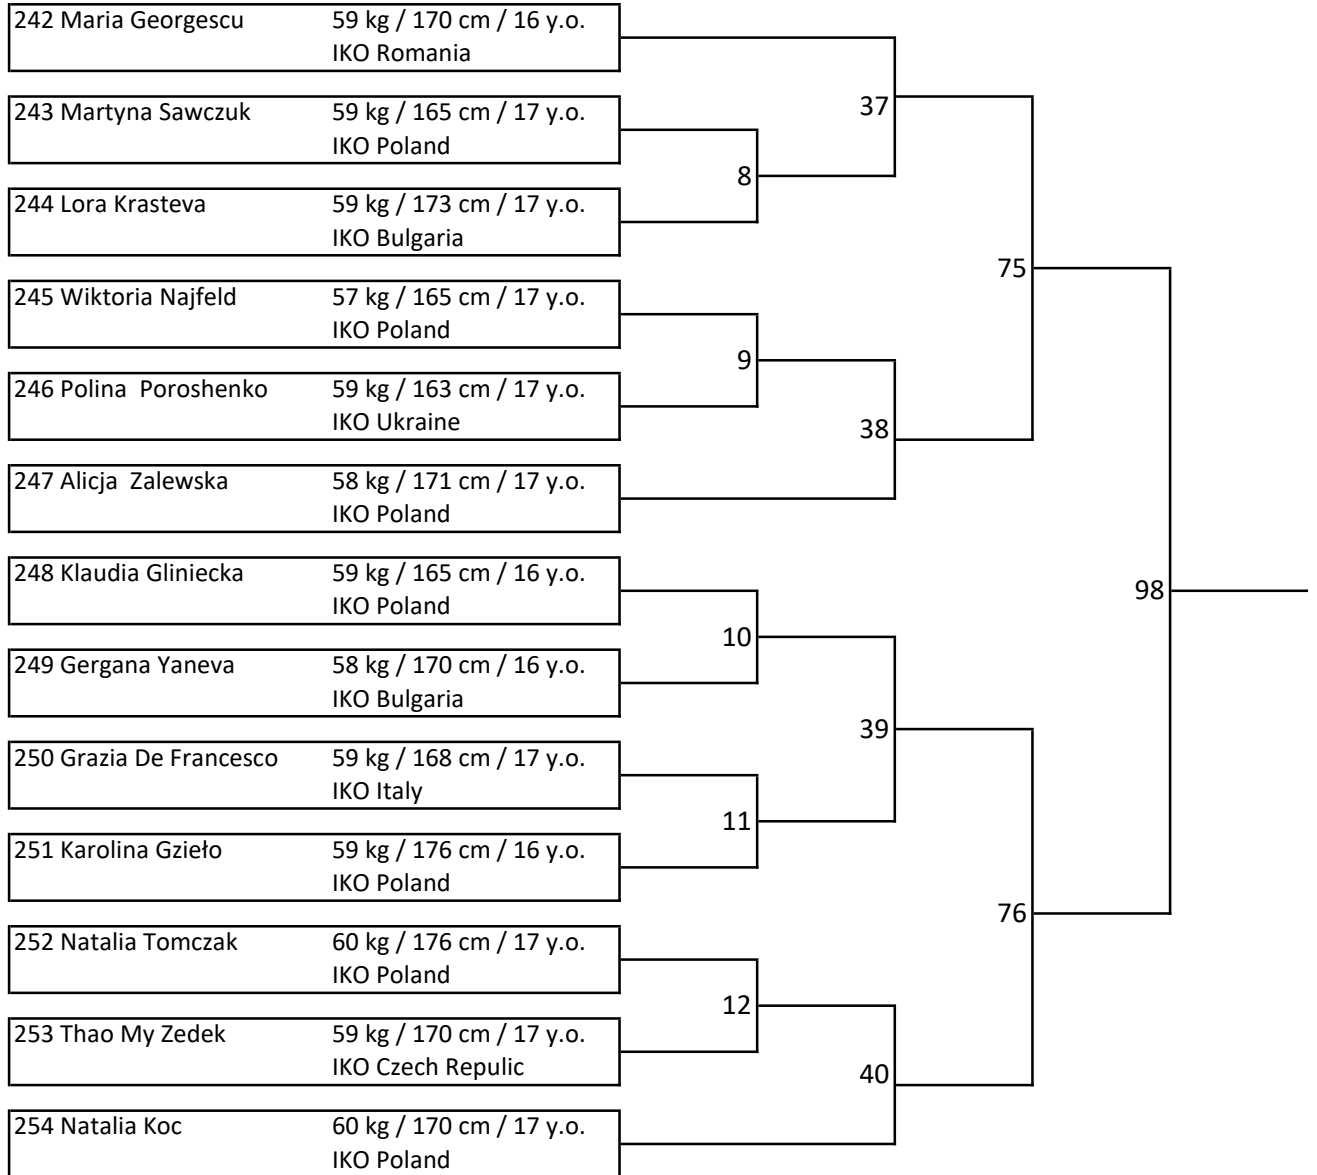 242 Maria Georgescu 59 kg / 170 cm / 16 y.o.
IKO Romania
37
243 Martyna Sawczuk 59 kg / 165 cm / 17 y.o.
IKO Poland
8
244 Lora Krasteva 59 kg / 173 cm / 17 y.o.
IKO Bulgaria
75
245 Wiktoria Najfeld 57 kg / 165 cm / 17 y.o.
IKO Poland
9
246 Polina  Poroshenko 59 kg / 163 cm / 17 y.o.
IKO Ukraine
38
247 Alicja  Zalewska 58 kg / 171 cm / 17 y.o.
IKO Poland
248 Klaudia Gliniecka 59 kg / 165 cm / 16 y.o.
IKO Poland
98
10
249 Gergana Yaneva 58 kg / 170 cm / 16 y.o.
IKO Bulgaria
39
250 Grazia De Francesco 59 kg / 168 cm / 17 y.o.
IKO Italy
11
251 Karolina Gzieło 59 kg / 176 cm / 16 y.o.
IKO Poland
76
252 Natalia Tomczak 60 kg / 176 cm / 17 y.o.
IKO Poland
12
253 Thao My Zedek 59 kg / 170 cm / 17 y.o.
IKO Czech Repulic
40
254 Natalia Koc 60 kg / 170 cm / 17 y.o.
IKO Poland